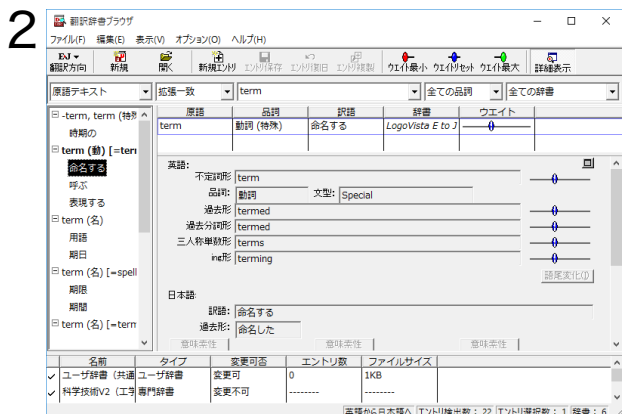 2
翻訳辞書ブラウザ
ファイル(F) 編集(E) 表示(V) オプション(O) ヘルプ(H)
EtoJ 翻訳方向 新規 開く 新規エントリ エントリ保存 エントリ復旧 エントリ複製 ウエイト最小 ウエイトリセット ウエイト最大 詳細表示
原語テキスト 拡張一致 term 全ての品詞 全ての辞書
原語 品詞 訳語 辞書 ウエイト
term 動詞 (特殊) 命名する LogoVista E to J
-term, term (特殊
時期の
term (動) [=teri
命名する
呼ぶ
表現する
term (名)
用語
期日
term (名) [=spell
期限
期間
term (名) [=term
英語:
不定詞形 term
品詞: 動詞 文型: Special
過去形 termed
過去分詞形 termed
三人称単数形 terms
ing形 terming
語尾変化(I)
日本語:
訳語: 命名する
過去形: 命名した
意味素性 意味素性 意味素性
名前 タイプ 変更可否 エントリ数 ファイルサイズ
ユーザ辞書（共通 ユーザ辞書 変更可 0 1KB
科学技術V2（工学 専門辞書 変更不可 -------- --------
英語から日本語へ エントリ検出数： 22 エントリ選択数： 1 辞書： 6